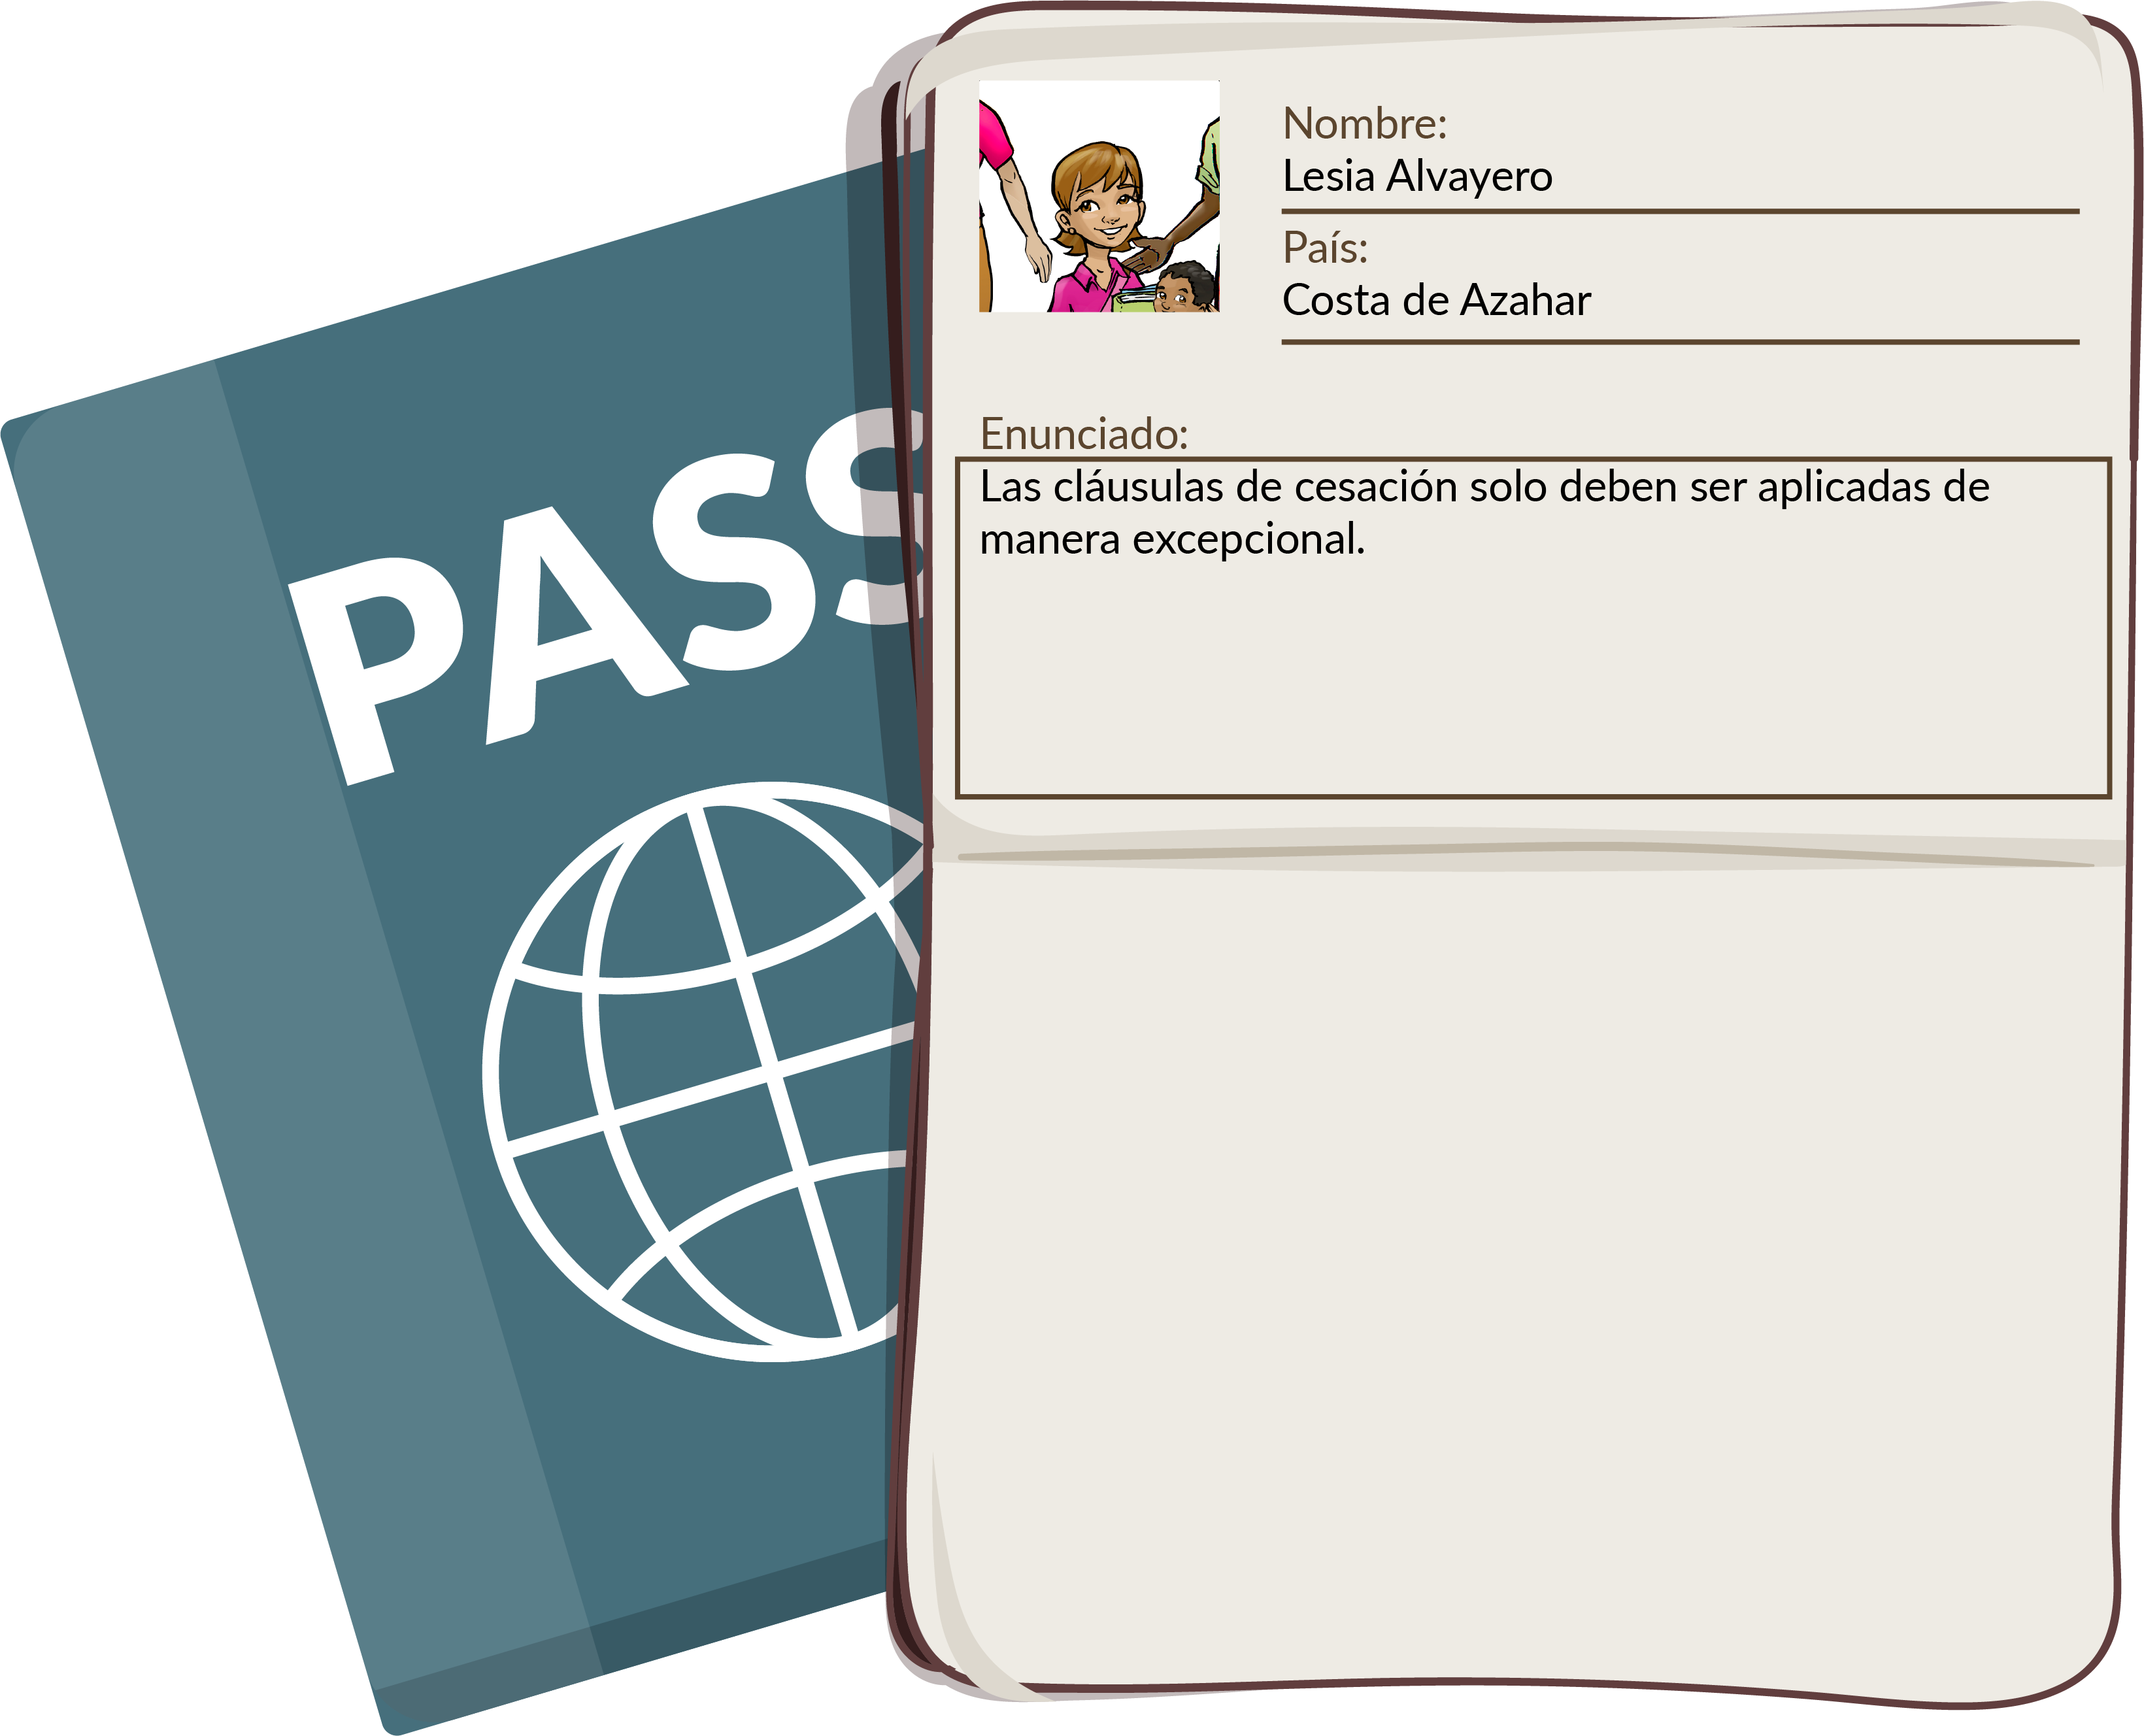 PASS
Nombre:
Lesia Alvayero
País:
Costa de Azahar
Enunciado:
Las cláusulas de cesación solo deben ser aplicadas de
manera excepcional.